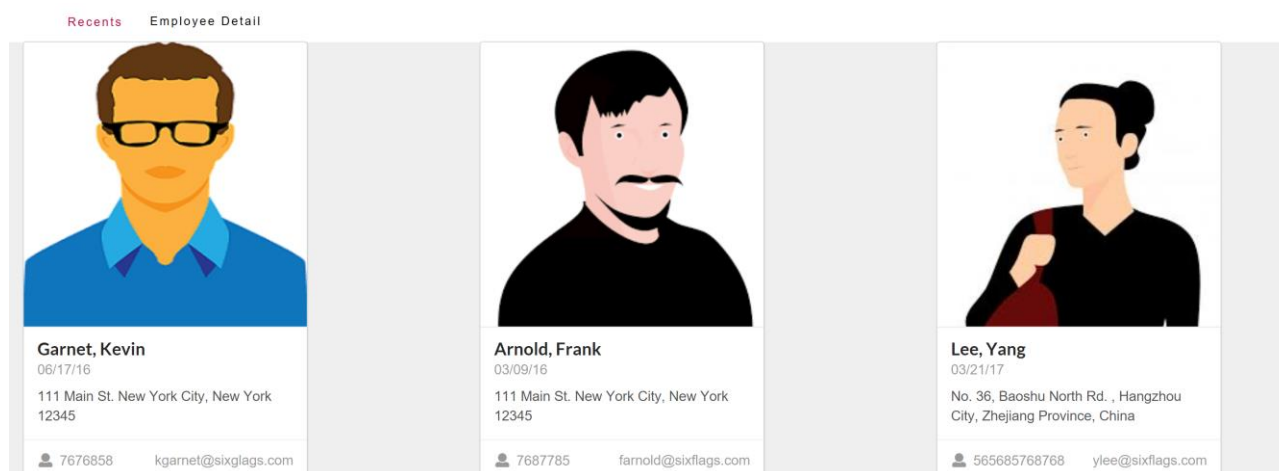 Recents Employee Detail
Garnet, Kevin
06/17/16
111 Main St. New York City, New York
12345
7676858 kgarnet@sixglags.com
Arnold, Frank
03/09/16
111 Main St. New York City, New York
12345
7687785 farnold@sixflags.com
Lee, Yang
03/21/17
No. 36, Baoshu North Rd. , Hangzhou
City, Zhejiang Province, China
565685768768 ylee@sixflags.com